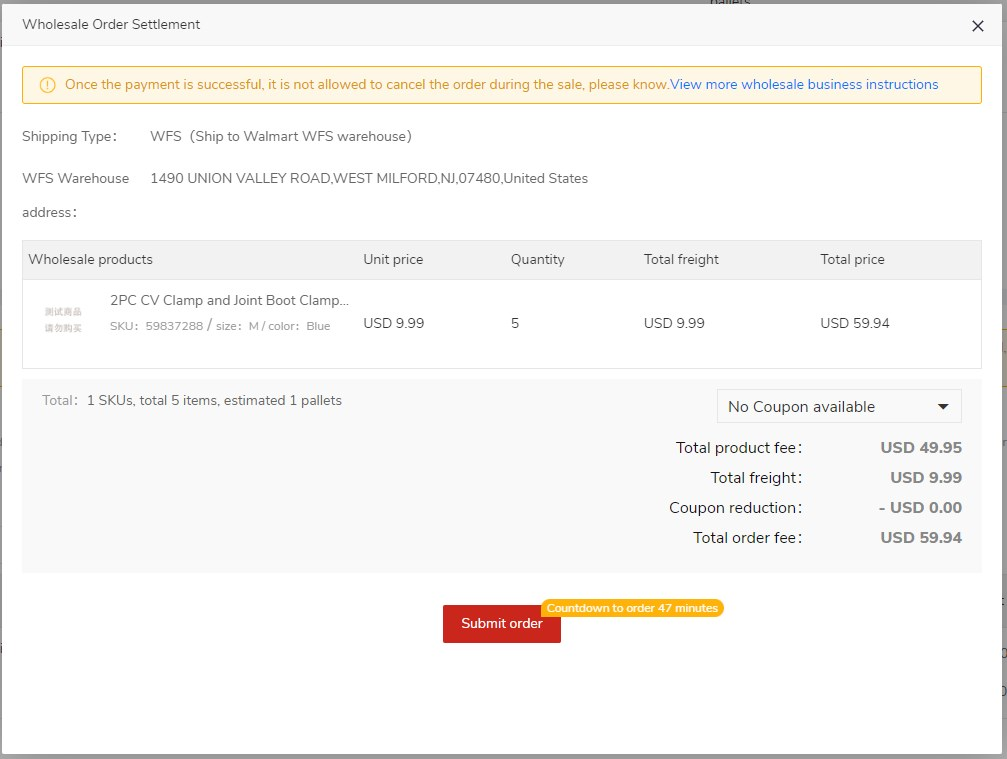 pallets
Wholesale Order Settlement
Once the payment is successful, it is not allowed to cancel the order during the sale, please know.View more wholesale business instructions
Shipping Type： WFS（Ship to Walmart WFS warehouse）
WFS Warehouse address： 1490 UNION VALLEY ROAD,WEST MILFORD,NJ,07480,United States
Wholesale products Unit price Quantity Total freight Total price
测试商品
请勿购买
2PC CV Clamp and Joint Boot Clamp...
SKU：59837288 / size：M / color：Blue
USD 9.99 5 USD 9.99 USD 59.94
Total：1 SKUs, total 5 items, estimated 1 pallets
No Coupon available
Total product fee： USD 49.95
Total freight： USD 9.99
Coupon reduction： - USD 0.00
Total order fee： USD 59.94
Countdown to order 47 minutes
Submit order